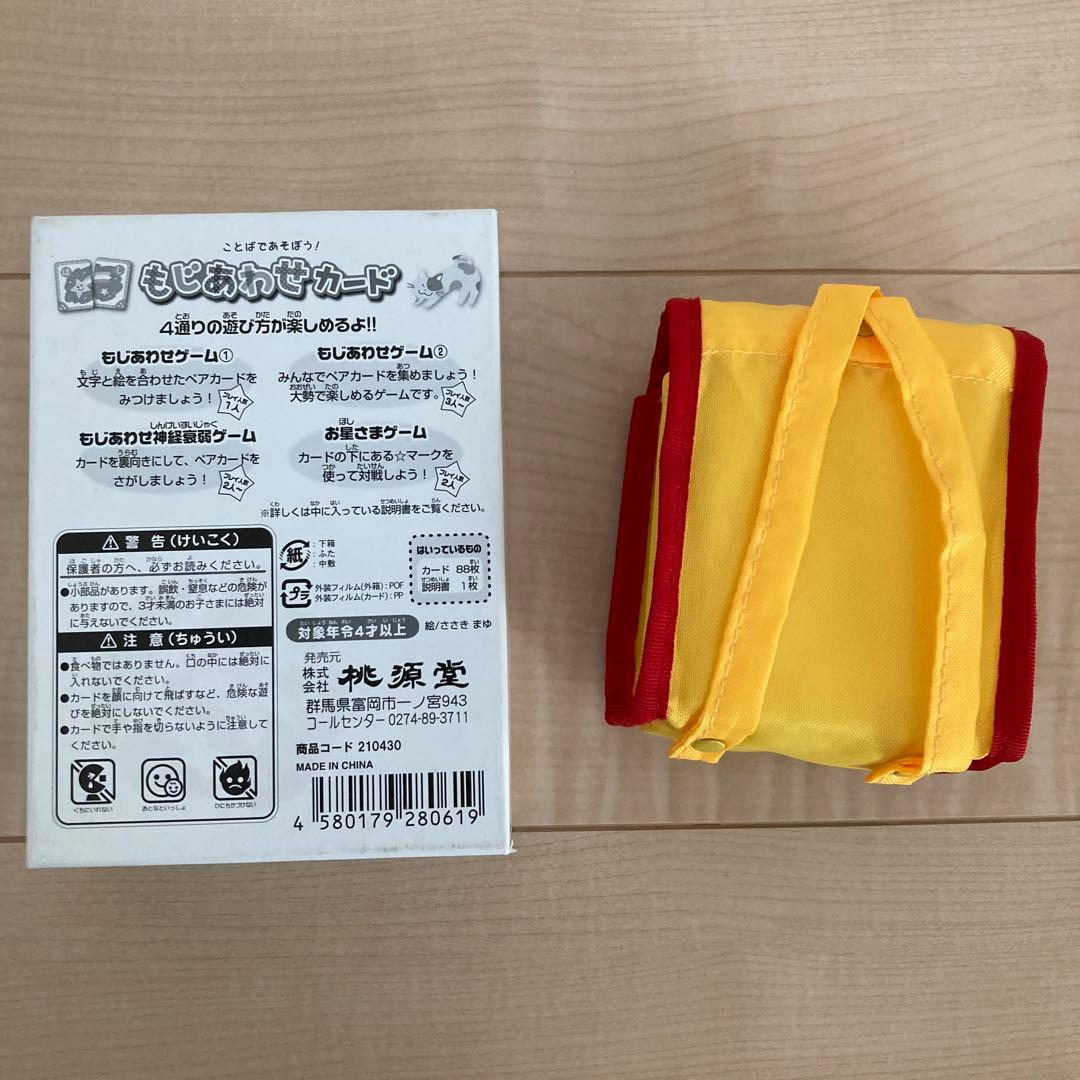 ことばであそぼう!
もじあわせカード
4通りの遊び方が楽しめるよ!!
もじあわせゲーム①
文字と絵を合わせたペアカードを
みつけましょう!
プレイ人数
1人
もじあわせゲーム②
みんなでペアカードを集めましょう!
大勢で楽しめるゲームです。
プレイ人数
3人〜
もじあわせ神経衰弱ゲーム
カードを裏向きにして、ペアカードを
さがしましょう!
プレイ人数
2人〜
お星さまゲーム
カードの下にある☆マークを
使って対戦しよう!
プレイ人数
2人
※詳しくは中に入っている説明書をご覧ください。
⚠警告(けいこく)
保護者の方へ、必ずお読みください。
●小部品があります。誤飲・窒息などの危険が
ありますので、3才未満のお子さまには絶対
に与えないでください。
⚠注意(ちゅうい)
●食べ物ではありません。口の中には絶対に
入れないでください。
●カードを顔に向けて飛ばすなど、危険な遊
びを絶対にしないでください。
●カードで手や指を切らないように注意して
ください。
くちにいれない
おとなといっしょ
ひにちかづけない
紙
:下箱
:ふた
:中敷
プラ
外装フィルム(外箱):POF
外装フィルム(カード):PP
はいっているもの
カード 88枚
説明書 1枚
対象年令4才以上
絵/ささき まゆ
発売元
株式会社 桃源堂
群馬県富岡市一ノ宮943
コールセンター 0274-89-3711
商品コード 210430
MADE IN CHINA
4 580179 280619